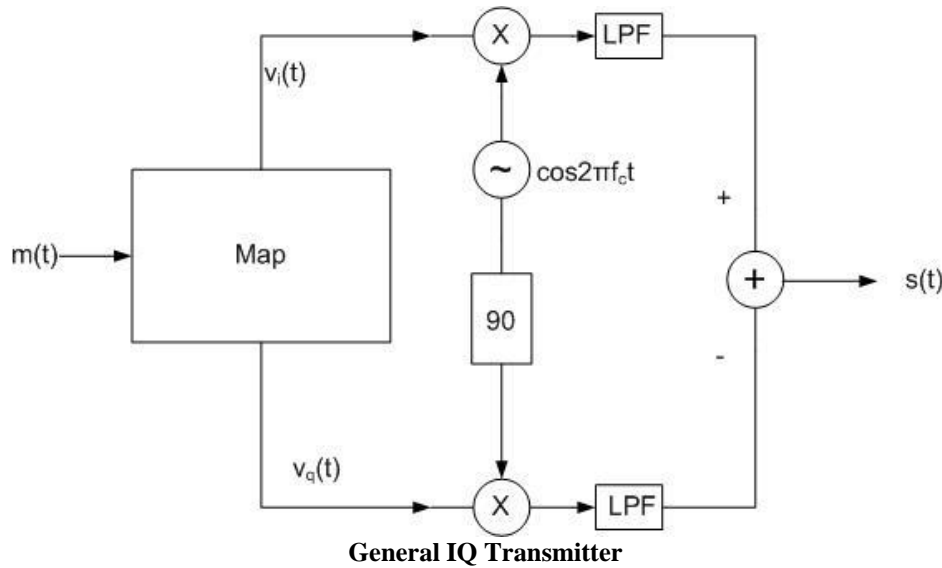 X
LPF
vᵢ(t)
~
cos2πf꜀t
m(t)
Map
+
+
s(t)
90
-
v_q(t)
X
LPF
General IQ Transmitter